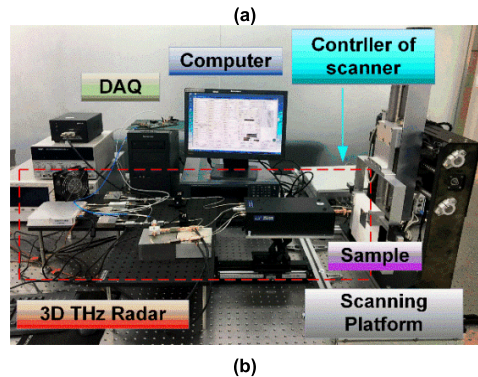 (a)
Computer
Contrller of
scanner
DAQ
Sample
3D THz Radar
Scanning
Platform
(b)